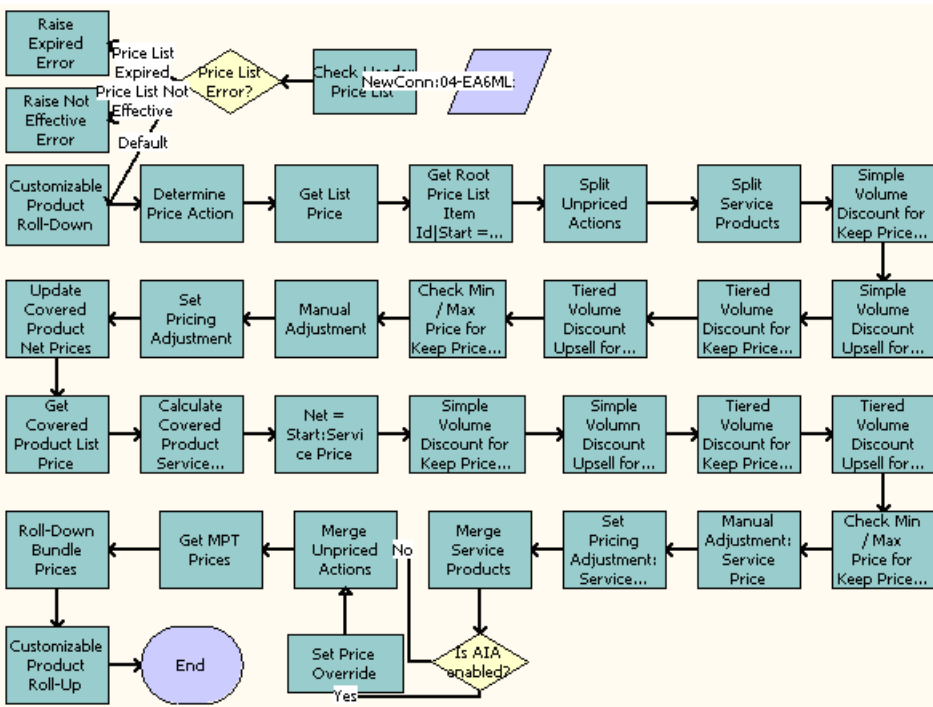 Raise
Expired
Error
Price List
Expired
Price List Not
Effective
Default
Price List
Error?
Price List
NewConn:04-EA6ML:
Raise Not
Effective
Error
Customizable
Product
Roll-Down
Determine
Price Action
Get List
Price
Get Root
Price List
Item
Id|Start =...
Split
Unpriced
Actions
Split
Service
Products
Simple
Volume
Discount for
Keep Price...
Update
Covered
Product
Net Prices
Set
Pricing
Adjustment
Manual
Adjustment
Check Min
/ Max
Price for
Keep Price...
Tiered
Volume
Discount
Upsell for...
Tiered
Volume
Discount for
Keep Price...
Simple
Volume
Discount
Upsell for...
Get
Covered
Product List
Price
Calculate
Covered
Product
Service...
Net =
Start:Servi
ce Price
Simple
Volume
Discount for
Keep Price...
Simple
Volumn
Discount
Upsell for...
Tiered
Volume
Discount for
Keep Price...
Tiered
Volume
Discount
Upsell for...
Roll-Down
Bundle
Prices
Get MPT
Prices
Merge
Unpriced
Actions
No
Merge
Service
Products
Set
Pricing
Adjustment:
Service...
Manual
Adjustment:
Service
Price
Check Min
/ Max
Price for
Keep Price...
Customizable
Product
Roll-Up
End
Set Price
Override
Yes
Is AIA
enabled?